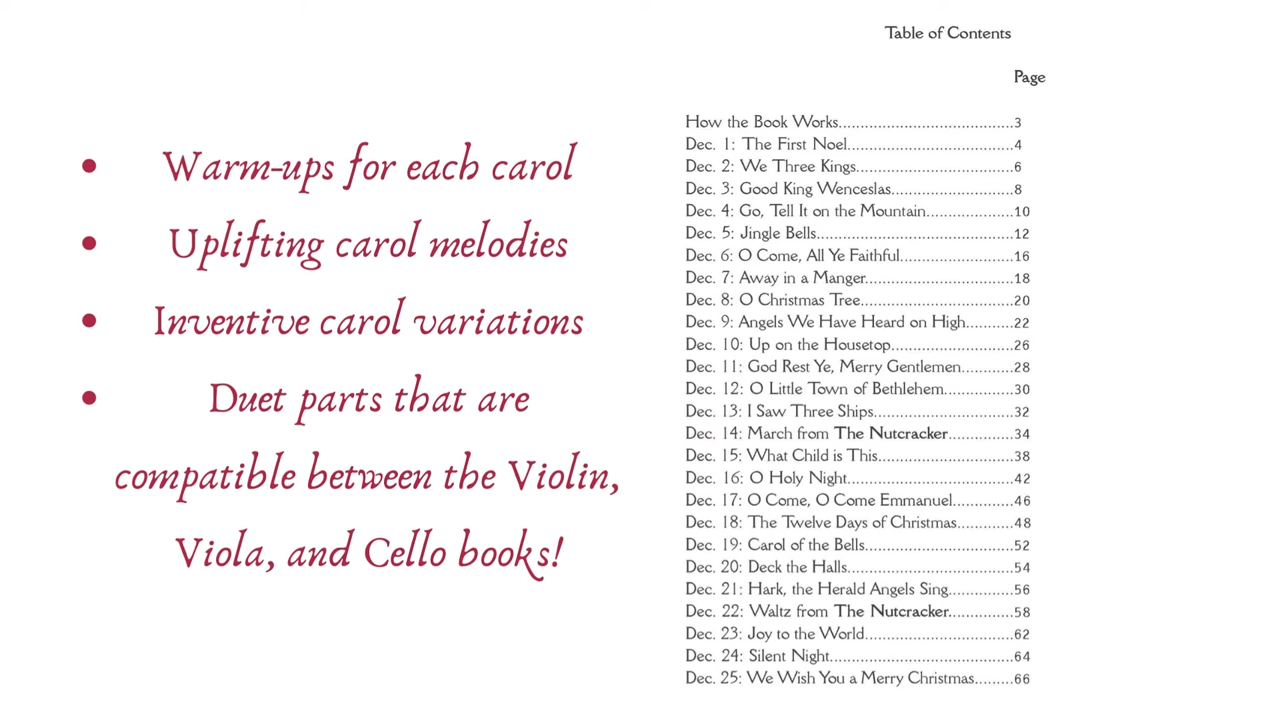 • Warm-ups for each carol
• Uplifting carol melodies
• Inventive carol variations
• Duet parts that are
compatible between the Violin,
Viola, and Cello books!
Table of Contents
Page
How the Book Works........................................3
Dec. 1: The First Noel......................................4
Dec. 2: We Three Kings....................................6
Dec. 3: Good King Wenceslas............................8
Dec. 4: Go, Tell It on the Mountain....................10
Dec. 5: Jingle Bells.............................................12
Dec. 6: O Come, All Ye Faithful..........................16
Dec. 7: Away in a Manger..................................18
Dec. 8: O Christmas Tree...................................20
Dec. 9: Angels We Have Heard on High...........22
Dec. 10: Up on the Housetop............................26
Dec. 11: God Rest Ye, Merry Gentlemen............28
Dec. 12: O Little Town of Bethlehem................30
Dec. 13: I Saw Three Ships................................32
Dec. 14: March from The Nutcracker...............34
Dec. 15: What Child is This...............................38
Dec. 16: O Holy Night......................................42
Dec. 17: O Come, O Come Emmanuel..............46
Dec. 18: The Twelve Days of Christmas.............48
Dec. 19: Carol of the Bells..................................52
Dec. 20: Deck the Halls......................................54
Dec. 21: Hark, the Herald Angels Sing...............56
Dec. 22: Waltz from The Nutcracker...............58
Dec. 23: Joy to the World..................................62
Dec. 24: Silent Night..........................................64
Dec. 25: We Wish You a Merry Christmas.........66